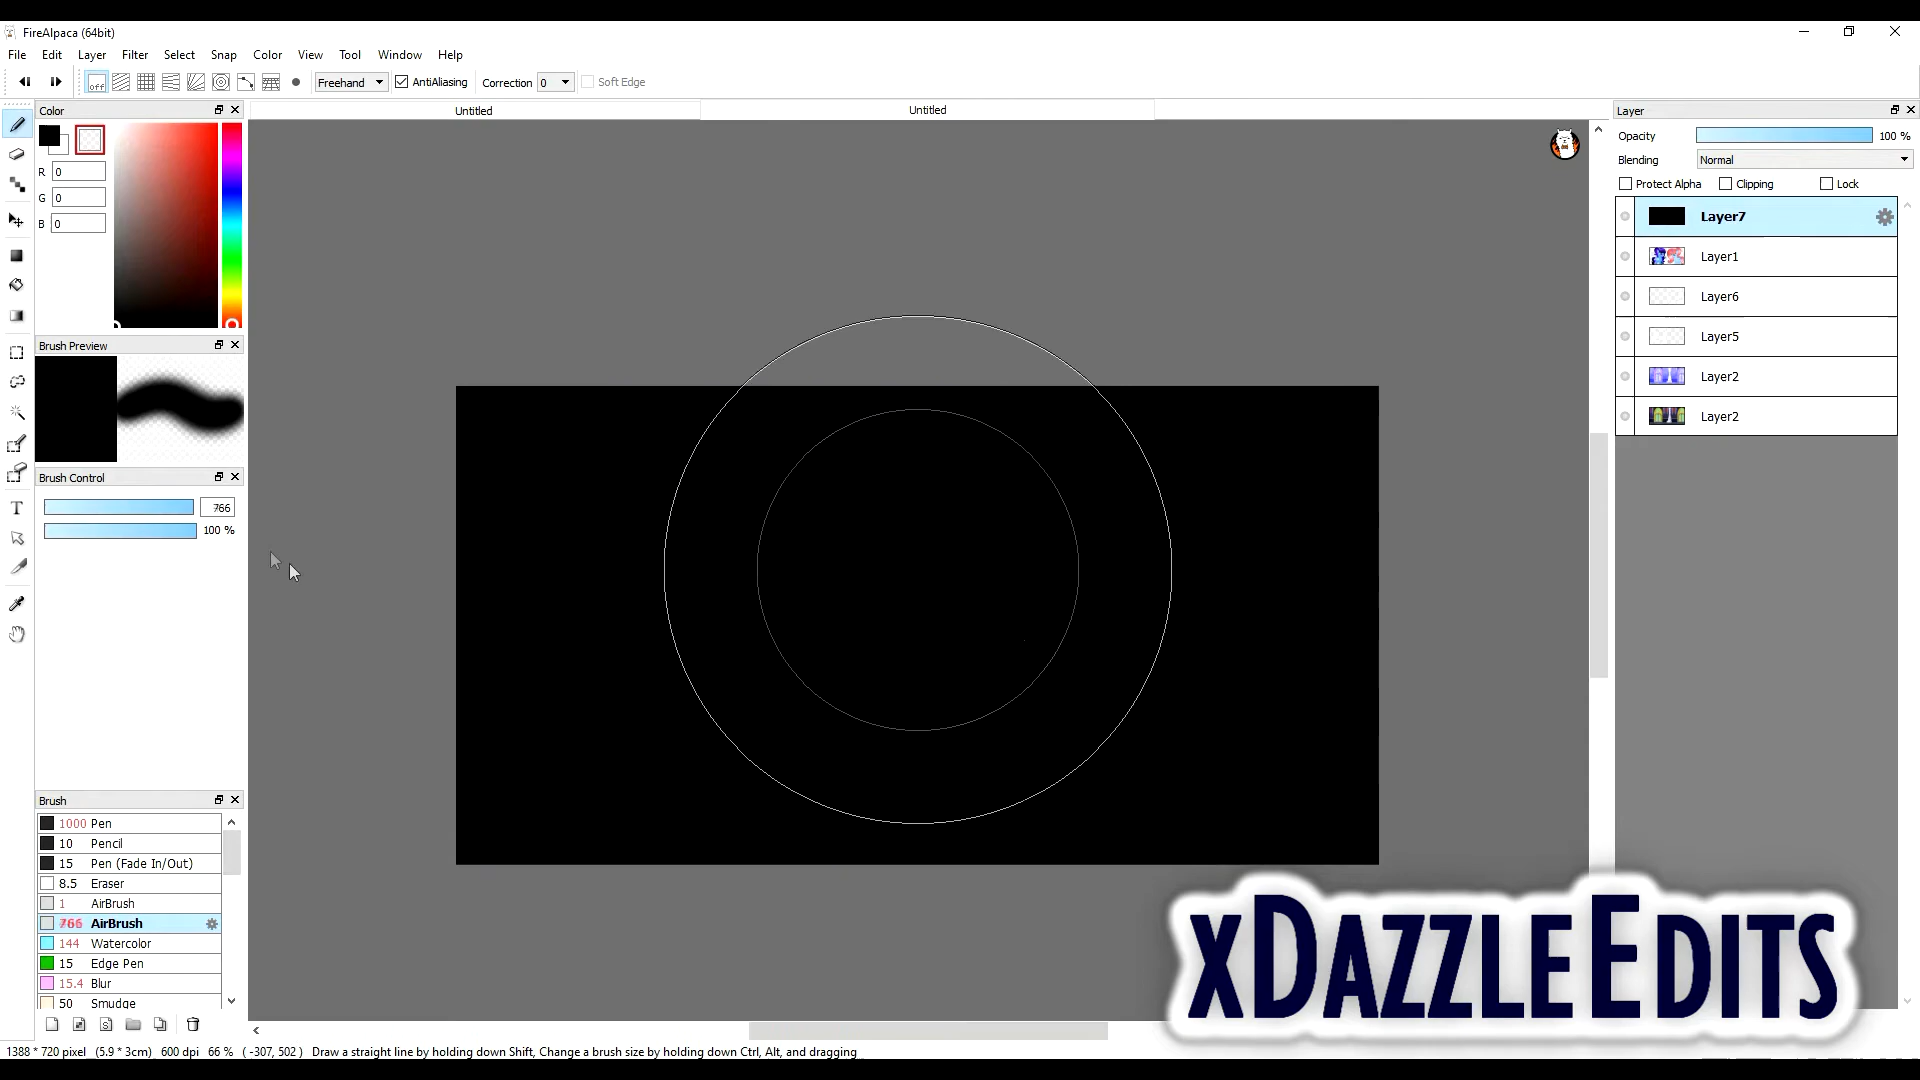 FireAlpaca (64bit)
File Edit Layer Filter Select Snap Color View Tool Window Help
off Freehand AntiAliasing Correction 0 Soft Edge
Color Untitled Untitled Layer
Opacity 100 %
Blending Normal
Protect Alpha Clipping Lock
R 0
G 0
B 0
Layer7
Layer1
Layer6
Layer5
Layer2
Layer2
Brush Preview
Brush Control
766
100 %
Brush
1000 Pen
10 Pencil
15 Pen (Fade In/Out)
8.5 Eraser
1 AirBrush
766 AirBrush
144 Watercolor
15 Edge Pen
15.4 Blur
50 Smudge
xDazzleEdits
1388 * 720 pixel (5.9 * 3cm) 600 dpi 66 % ( -307, 502 ) Draw a straight line by holding down Shift, Change a brush size by holding down Ctrl, Alt, and dragging